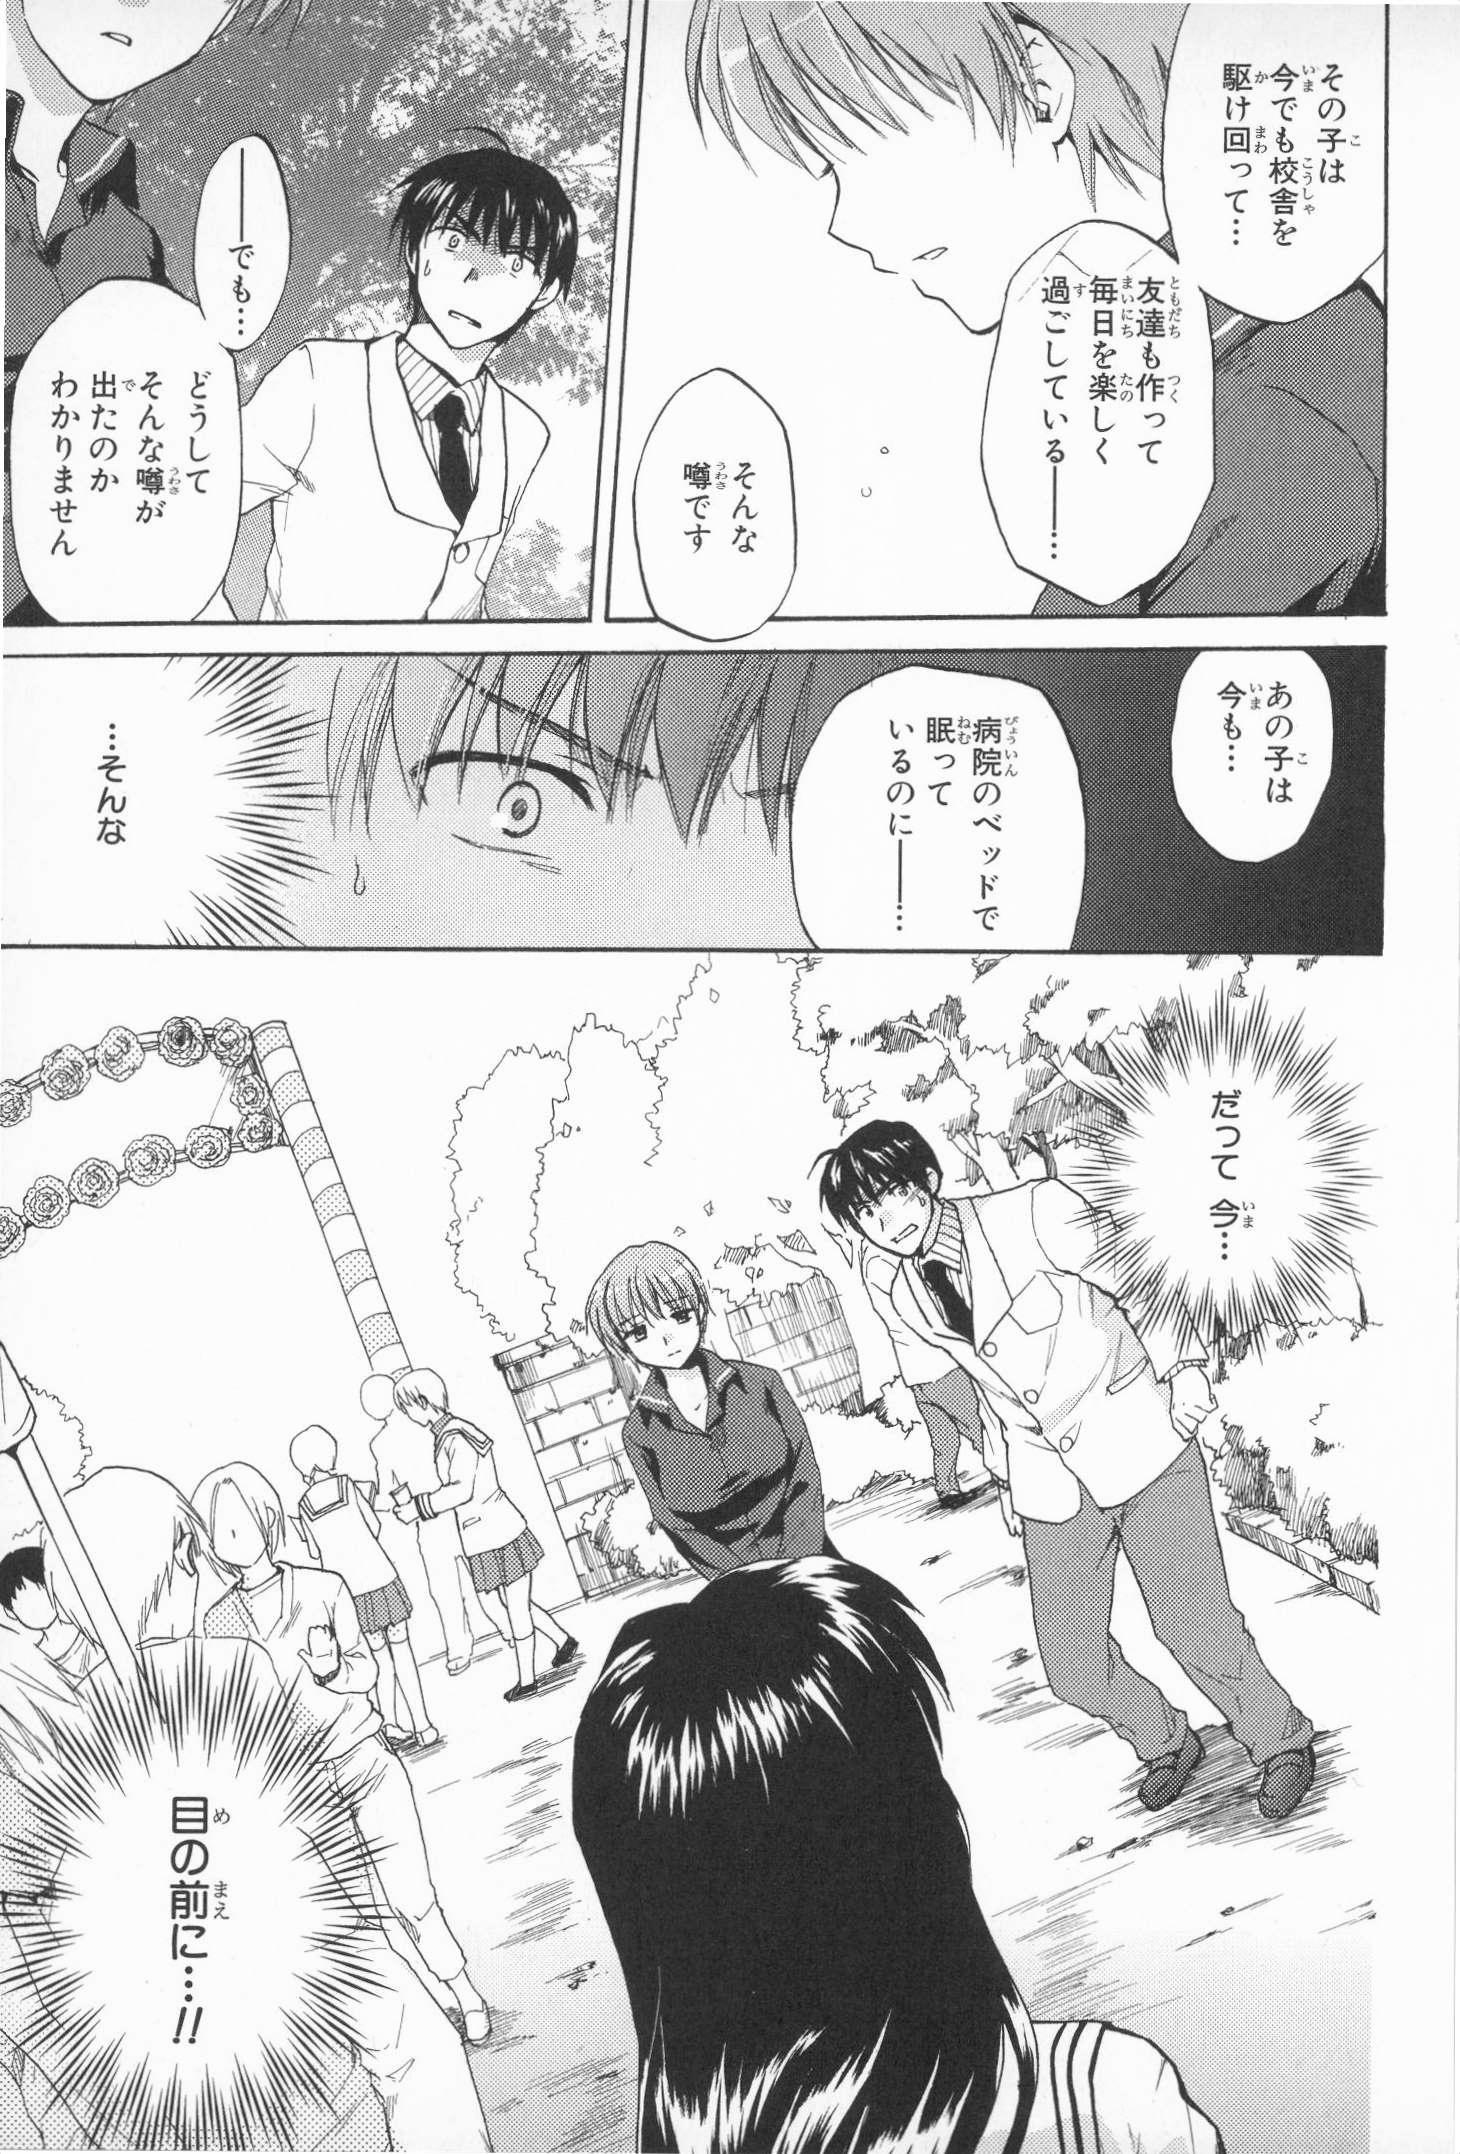 その子は
今でも校舎を
駆け回って…
友達も作って
毎日を楽しく
過ごしている――…
そんな
噂です
――でも…
どうして
そんな噂が
出たのか
わかりません
あの子は
今も…
病院のベッドで
眠って
いるのに――…
…そんな
だって 今…
目の前に…!!